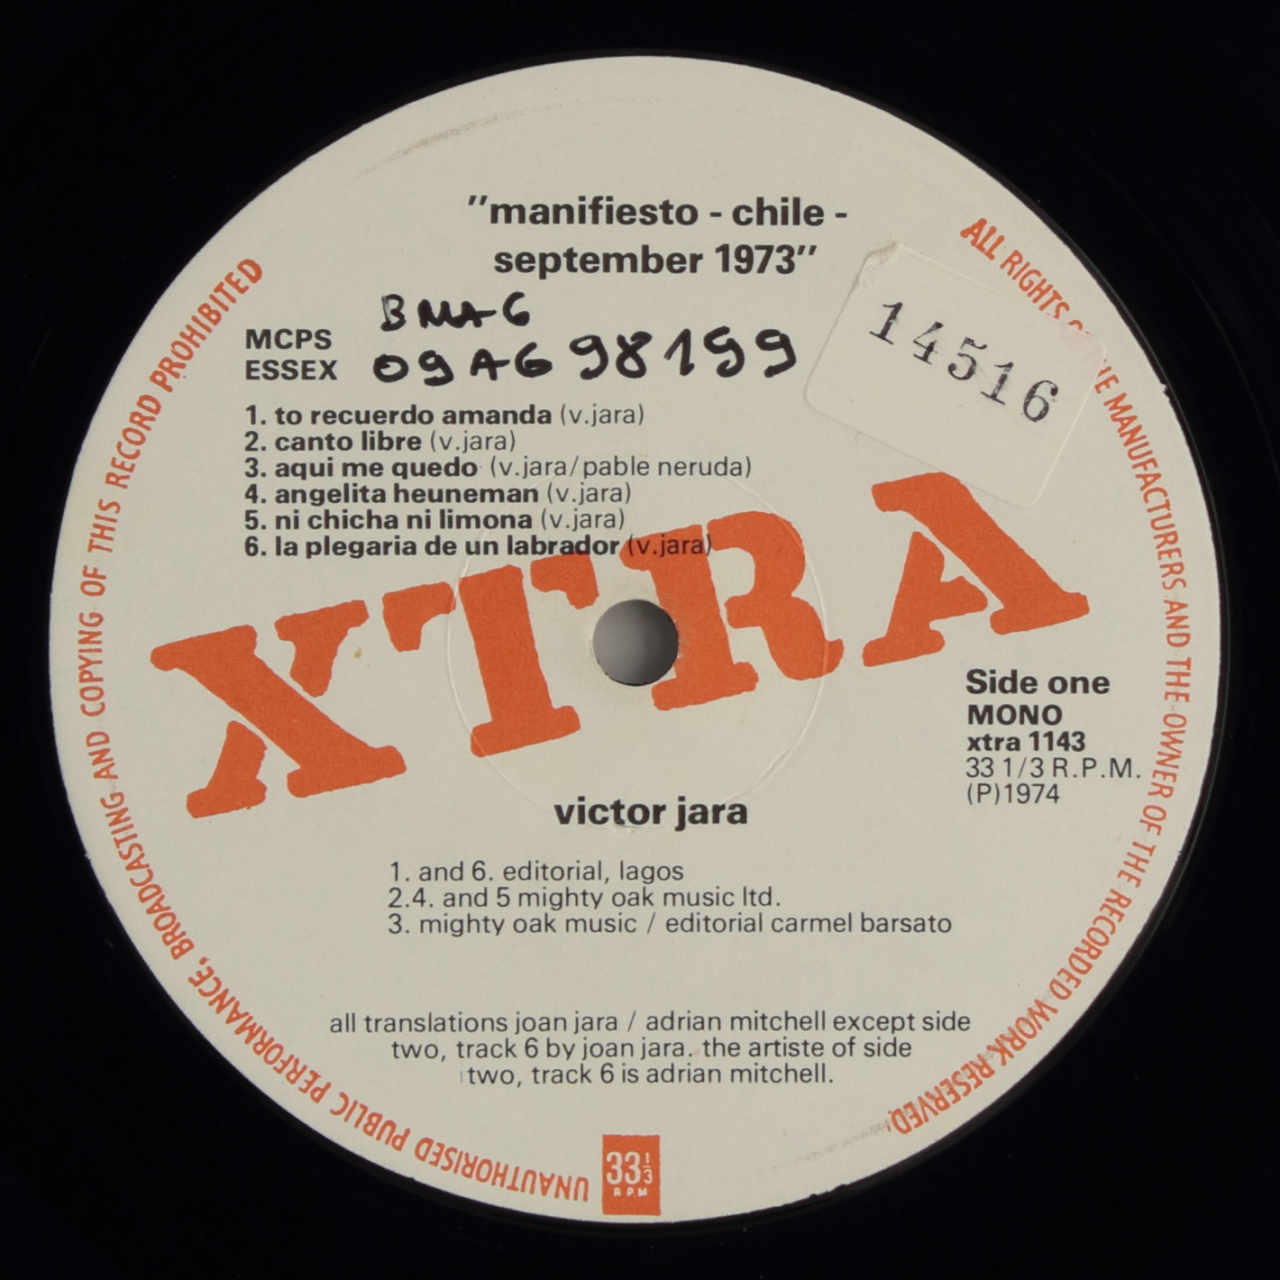 "manifiesto - chile -
september 1973"
BMA6
MCPS
ESSEX
09A698199
14516
1. to recuerdo amanda (v.jara)
2. canto libre (v.jara)
3. aqui me quedo (v.jara/pable neruda)
4. angelita heuneman (v.jara)
5. ni chicha ni limona (v.jara)
6. la plegaria de un labrador (v.jara)
XTRA
Side one
MONO
xtra 1143
33 1/3 R.P.M.
(P)1974
victor jara
1. and 6. editorial, lagos
2.4. and 5 mighty oak music ltd.
3. mighty oak music / editorial carmel barsato
all translations joan jara / adrian mitchell except side
two, track 6 by joan jara. the artiste of side
two, track 6 is adrian mitchell.
33 1/3
RPM
ALL RIGHTS MANUFACTURERS AND THE OWNER OF THE RECORDED WORK RESERVED.
UNAUTHORISED PUBLIC PERFORMANCE, BROADCASTING AND COPYING OF THIS RECORD PROHIBITED